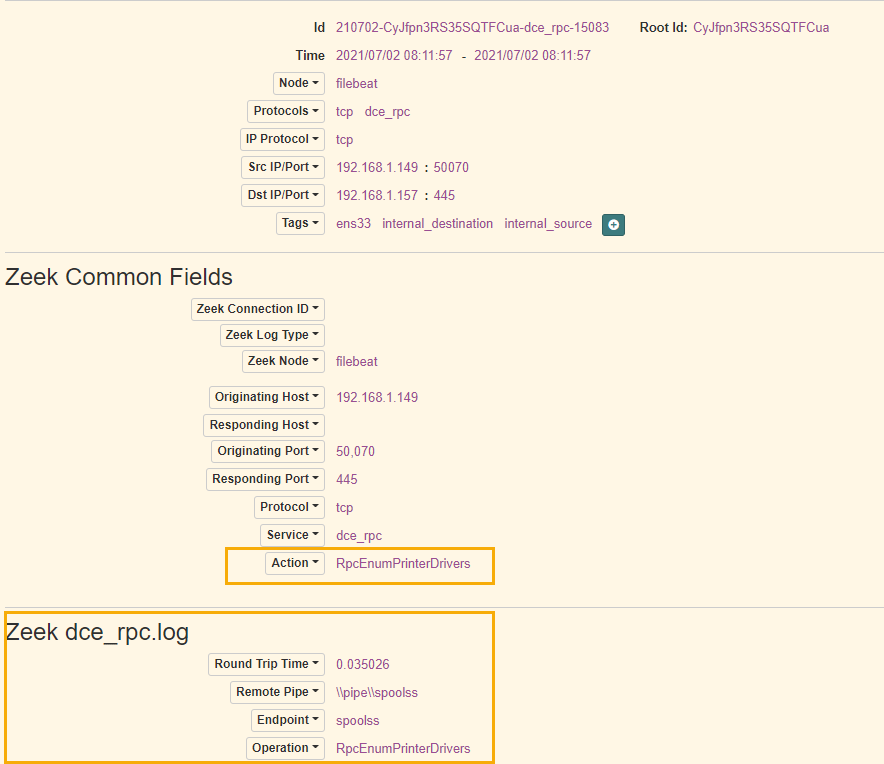 Id 210702-CyJfpn3RS35SQTFCua-dce_rpc-15083 Root Id: CyJfpn3RS35SQTFCua
Time 2021/07/02 08:11:57 - 2021/07/02 08:11:57
Node filebeat
Protocols tcp dce_rpc
IP Protocol tcp
Src IP/Port 192.168.1.149 : 50070
Dst IP/Port 192.168.1.157 : 445
Tags ens33 internal_destination internal_source
Zeek Common Fields
Zeek Connection ID
Zeek Log Type
Zeek Node filebeat
Originating Host 192.168.1.149
Responding Host
Originating Port 50,070
Responding Port 445
Protocol tcp
Service dce_rpc
Action RpcEnumPrinterDrivers
Zeek dce_rpc.log
Round Trip Time 0.035026
Remote Pipe \\pipe\\spoolss
Endpoint spoolss
Operation RpcEnumPrinterDrivers